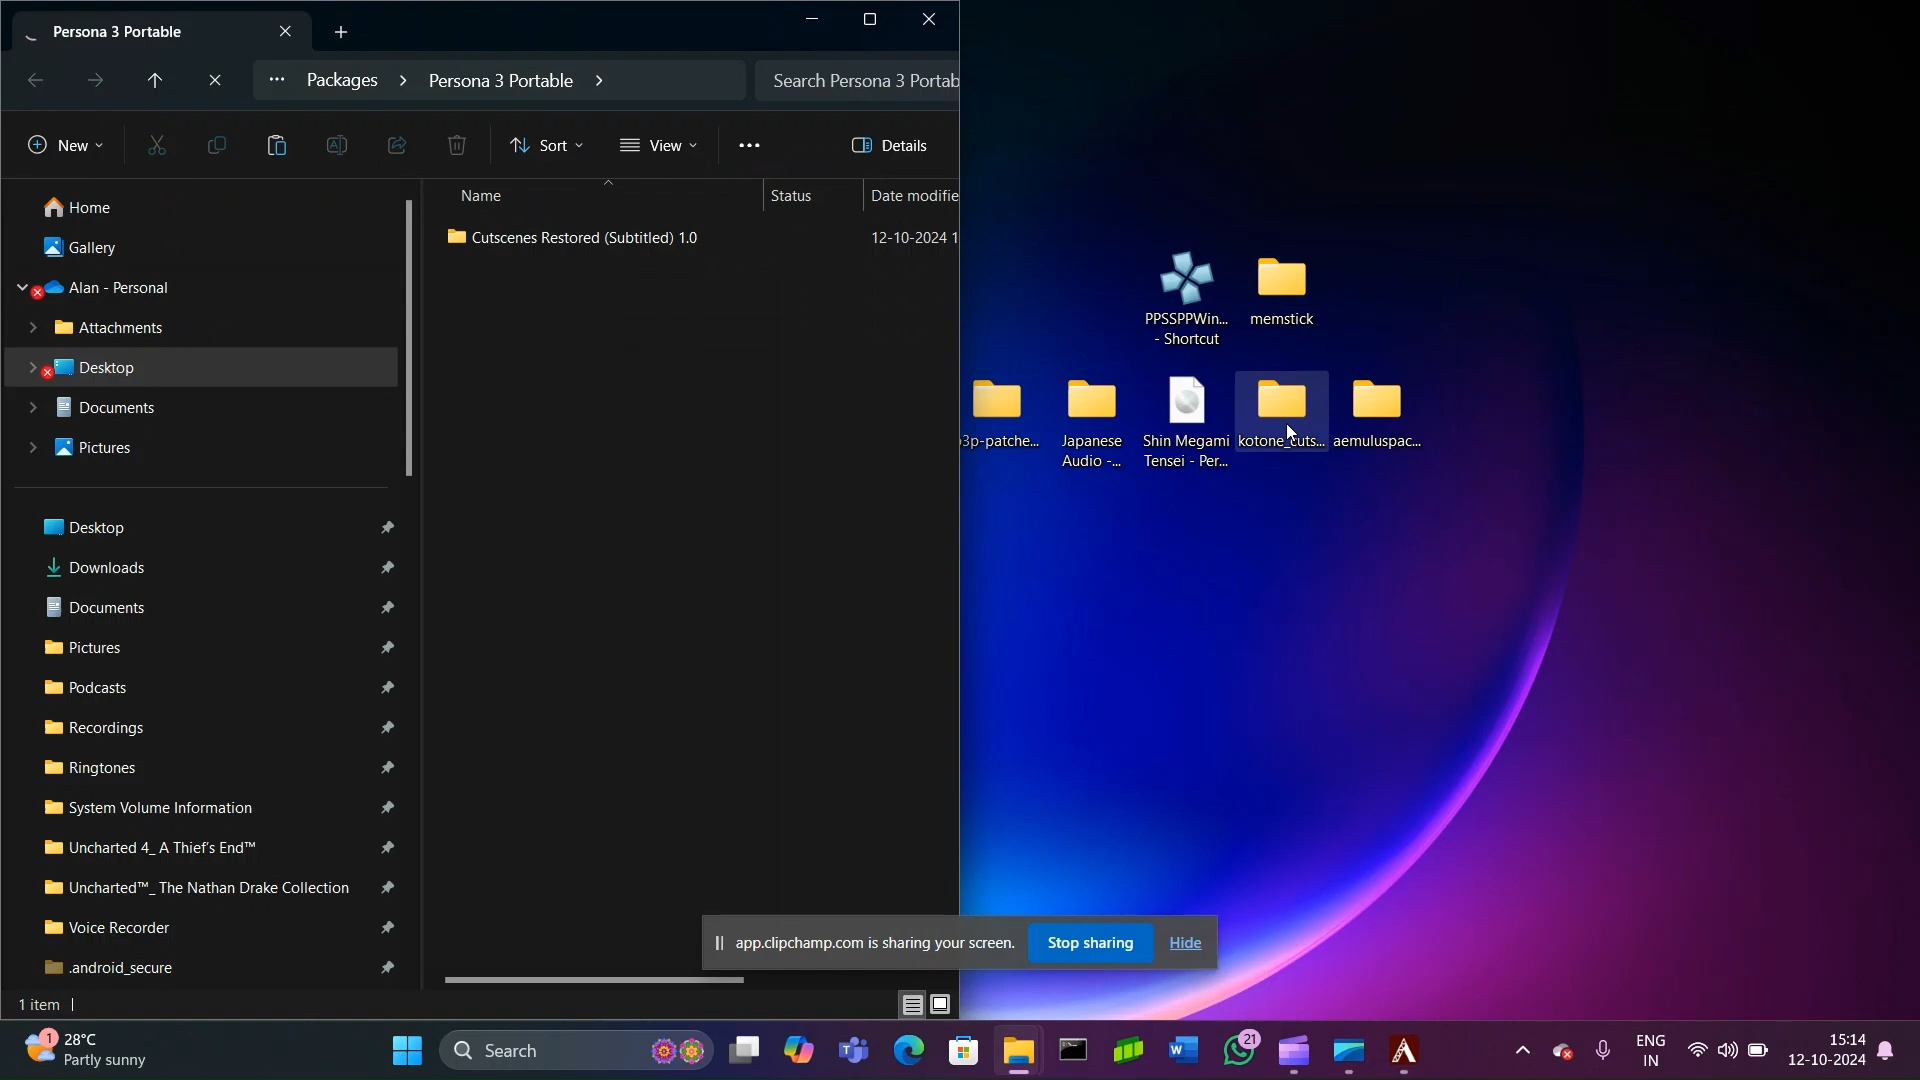 Persona 3 Portable
Packages
Persona 3 Portable
Search Persona 3 Portab
New
Sort
View
Details
Name
Status
Date modifie
Cutscenes Restored (Subtitled) 1.0
12-10-2024 1
Home
Gallery
Alan - Personal
Attachments
Desktop
Documents
Pictures
Desktop
Downloads
Documents
Pictures
Podcasts
Recordings
Ringtones
System Volume Information
Uncharted 4_ A Thief's End™
Uncharted™_ The Nathan Drake Collection
Voice Recorder
.android_secure
1 item
PPSSPPWin...
- Shortcut
memstick
p3p-patche...
Japanese
Audio -...
Shin Megami
Tensei - Per...
kotone_cuts...
aemuluspac...
app.clipchamp.com is sharing your screen.
Stop sharing
Hide
1
28°C
Partly sunny
Search
21
ENG
IN
15:14
12-10-2024